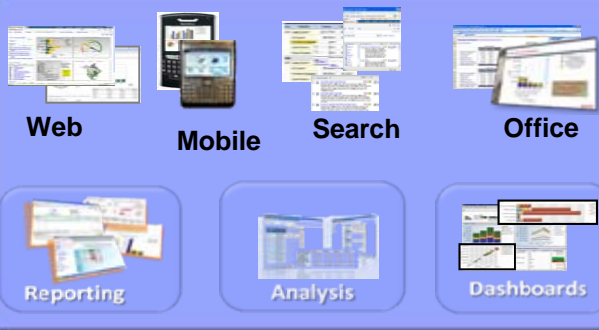 Web
Mobile
Search
Office
Reporting
Analysis
Dashboards